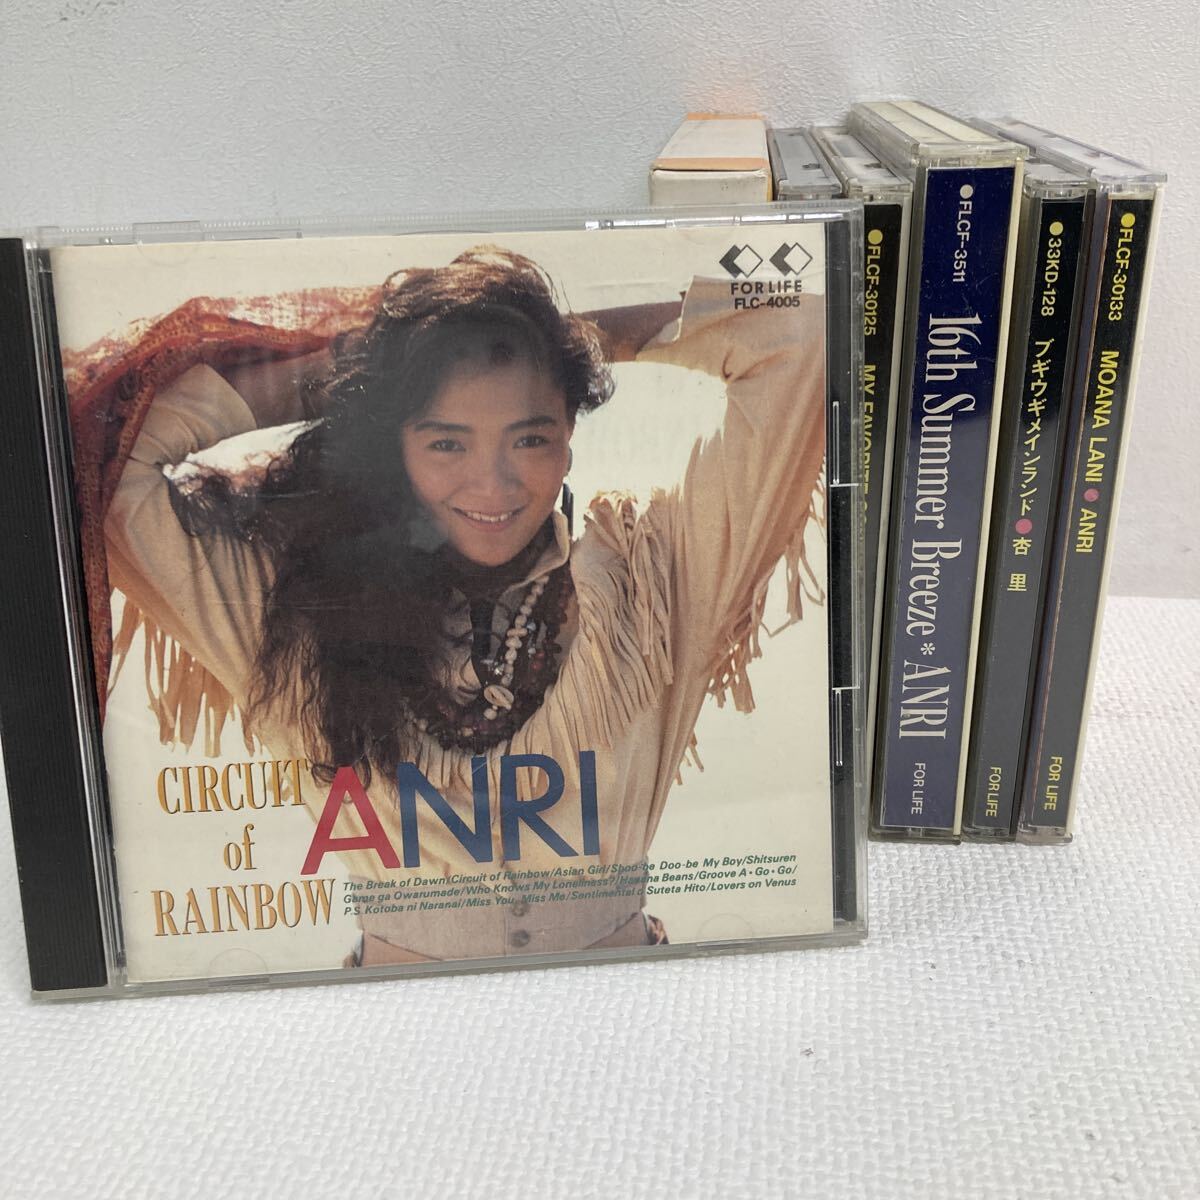 FOR LIFE
FLC-4005
CIRCUIT
of
RAINBOW
ANRI
The Break of Dawn/Circuit of Rainbow/Asian Girl/Shoo-be Doo-be My Boy/Shitsuren
Game ga Owarumade/Who Knows My Loneliness?/Havana Beans/Groove A・Go・Go/
P.S. Kotoba ni Naranai/Miss You, Miss Me/Sentimental o Suteta Hito/Lovers on Venus
●FLCF-30125 MY FAVORITE
●FLCF-3511 16th Summer Breeze*ANRI FOR LIFE
●33KD-128 ブギウギメインランド●杏里 FOR LIFE
●FLCF-30133 MOANA LANI●ANRI FOR LIFE